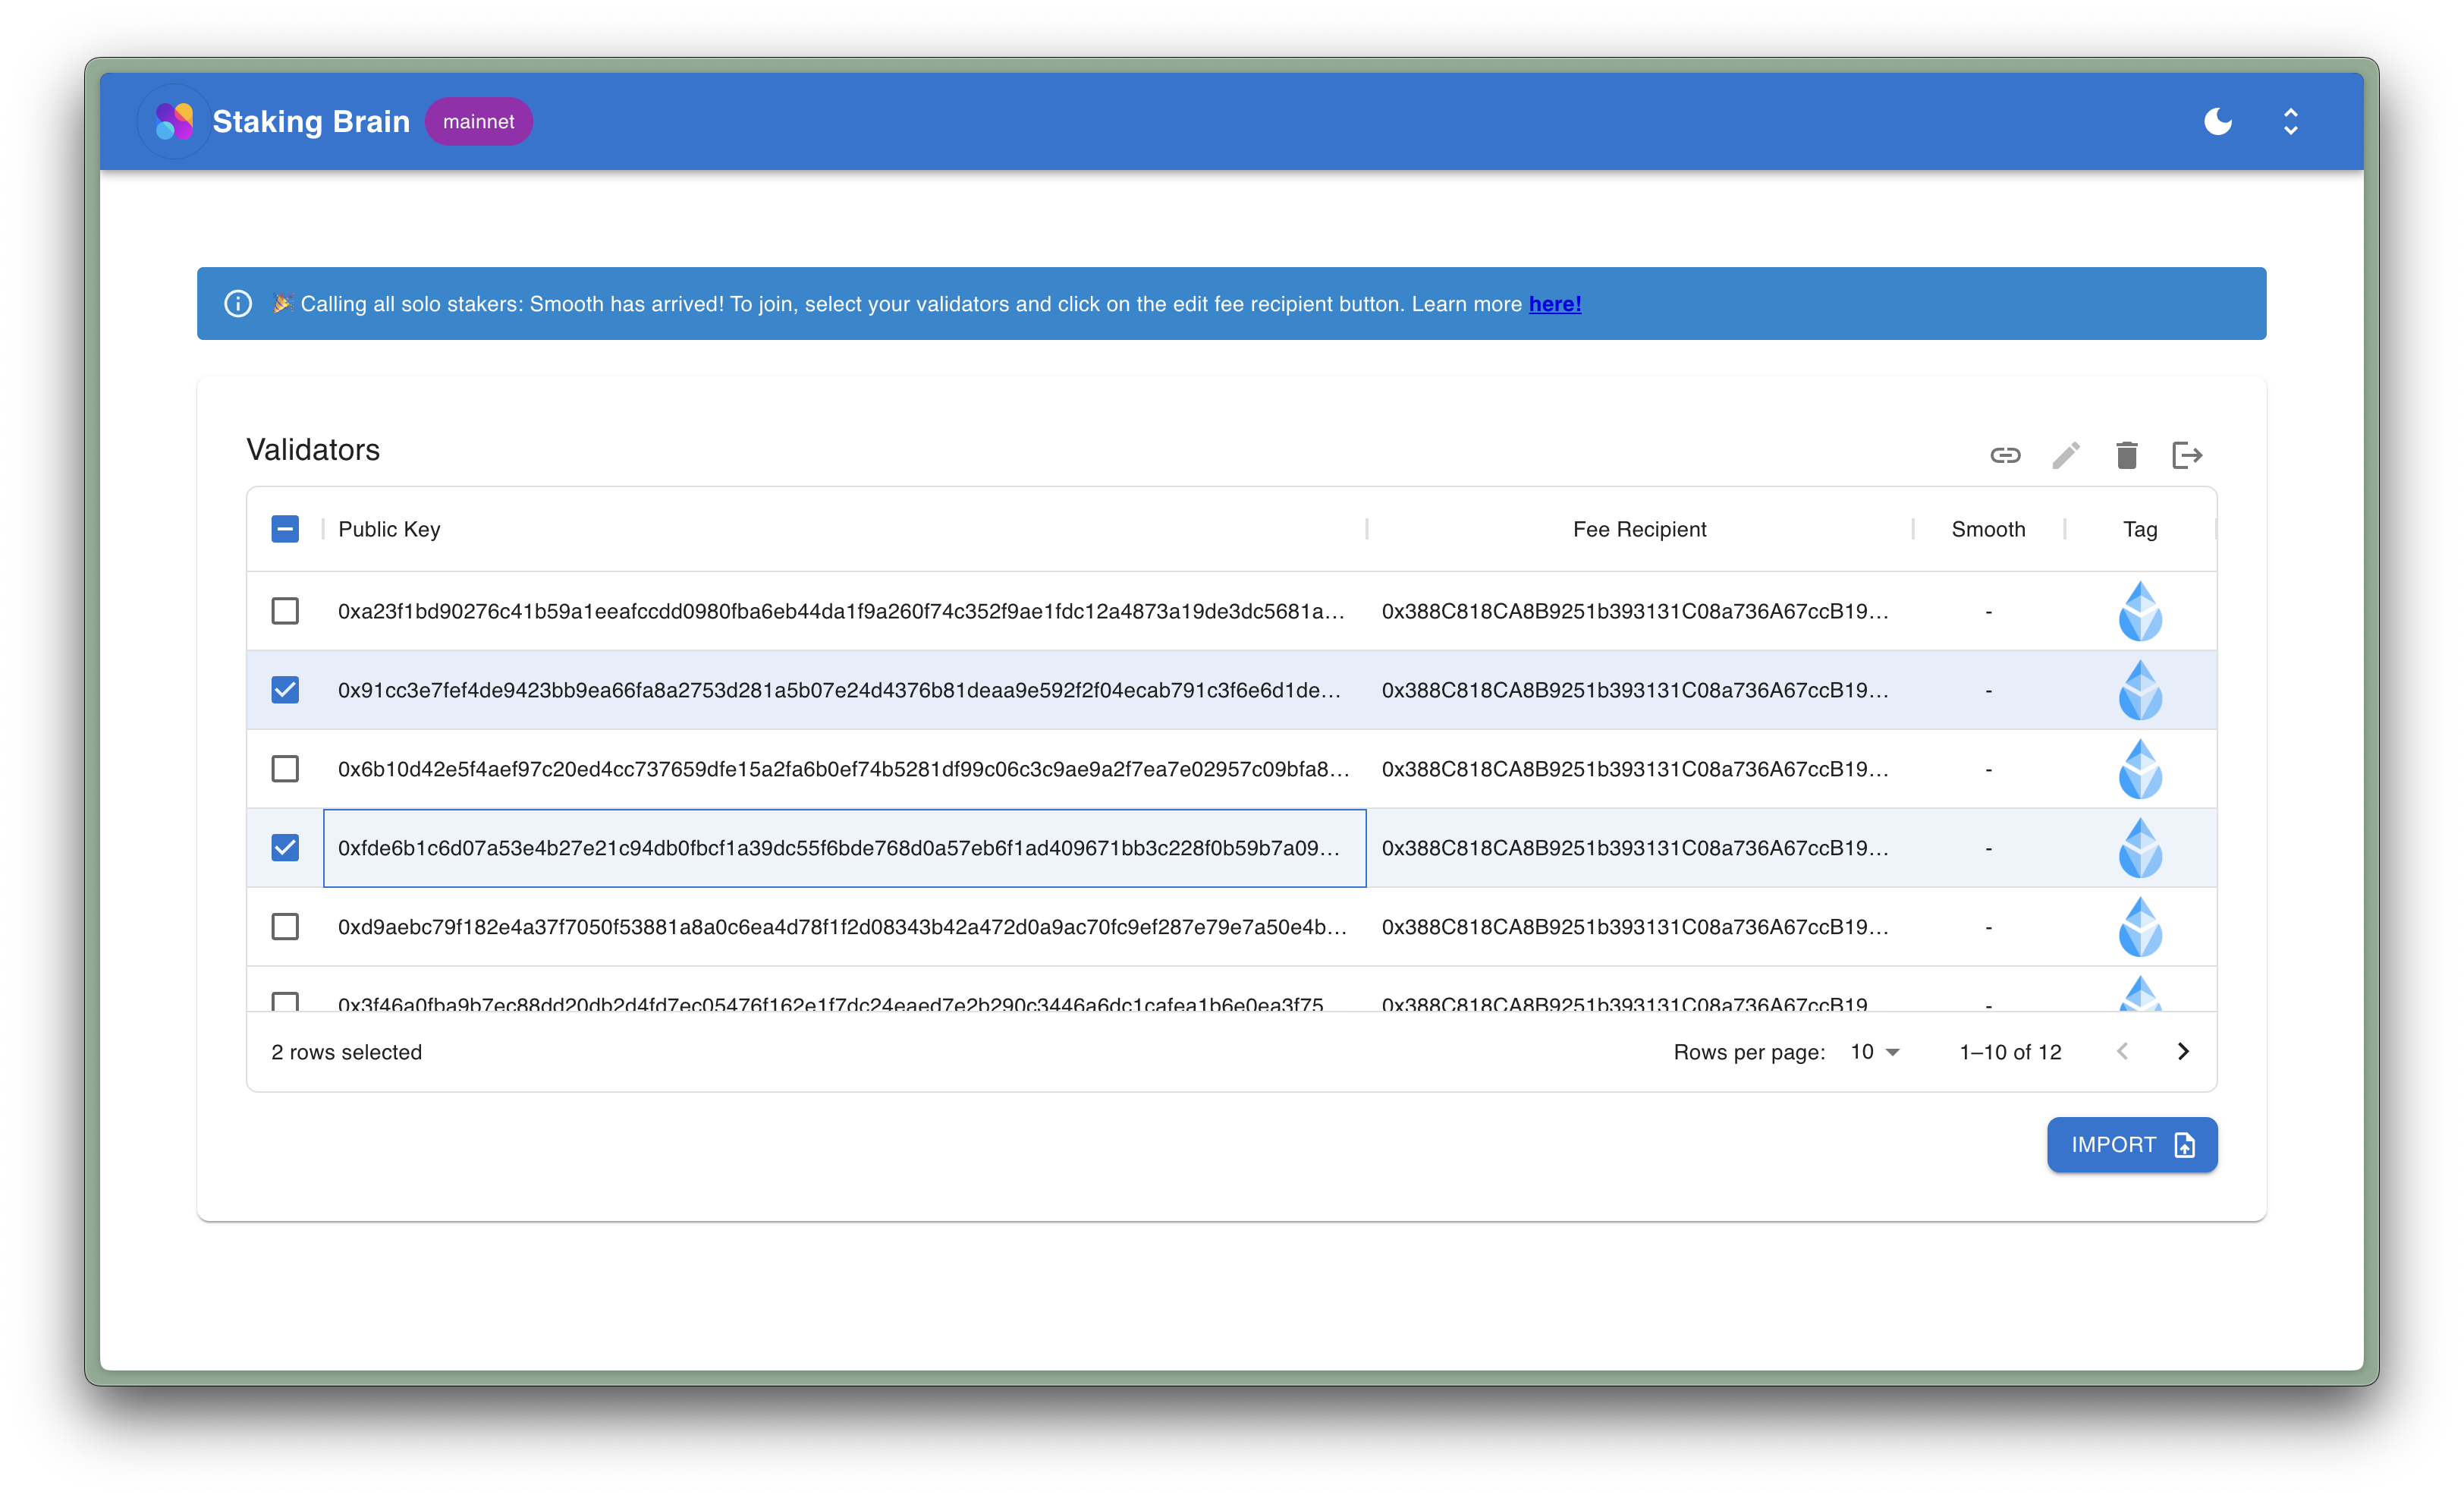 Staking Brain mainnet
🎉 Calling all solo stakers: Smooth has arrived! To join, select your validators and click on the edit fee recipient button. Learn more here!
Validators
Public Key Fee Recipient Smooth Tag
0xa23f1bd90276c41b59a1eeafccdd0980fba6eb44da1f9a260f74c352f9ae1fdc12a4873a19de3dc5681a... 0x388C818CA8B9251b393131C08a736A67ccB19... -
0x91cc3e7fef4de9423bb9ea66fa8a2753d281a5b07e24d4376b81deaa9e592f2f04ecab791c3f6e6d1de... 0x388C818CA8B9251b393131C08a736A67ccB19... -
0x6b10d42e5f4aef97c20ed4cc737659dfe15a2fa6b0ef74b5281df99c06c3c9ae9a2f7ea7e02957c09bfa8... 0x388C818CA8B9251b393131C08a736A67ccB19... -
0xfde6b1c6d07a53e4b27e21c94db0fbcf1a39dc55f6bde768d0a57eb6f1ad409671bb3c228f0b59b7a09... 0x388C818CA8B9251b393131C08a736A67ccB19... -
0xd9aebc79f182e4a37f7050f53881a8a0c6ea4d78f1f2d08343b42a472d0a9ac70fc9ef287e79e7a50e4b... 0x388C818CA8B9251b393131C08a736A67ccB19... -
0x3f46a0fba9b7ec88dd20db2d4fd7ec05476f162e1f7dc24eaed7e2b290c3446a6dc1cafea1b6e0ea3f75 0x388C818CA8B9251b393131C08a736A67ccB19 -
2 rows selected Rows per page: 10 1–10 of 12
IMPORT